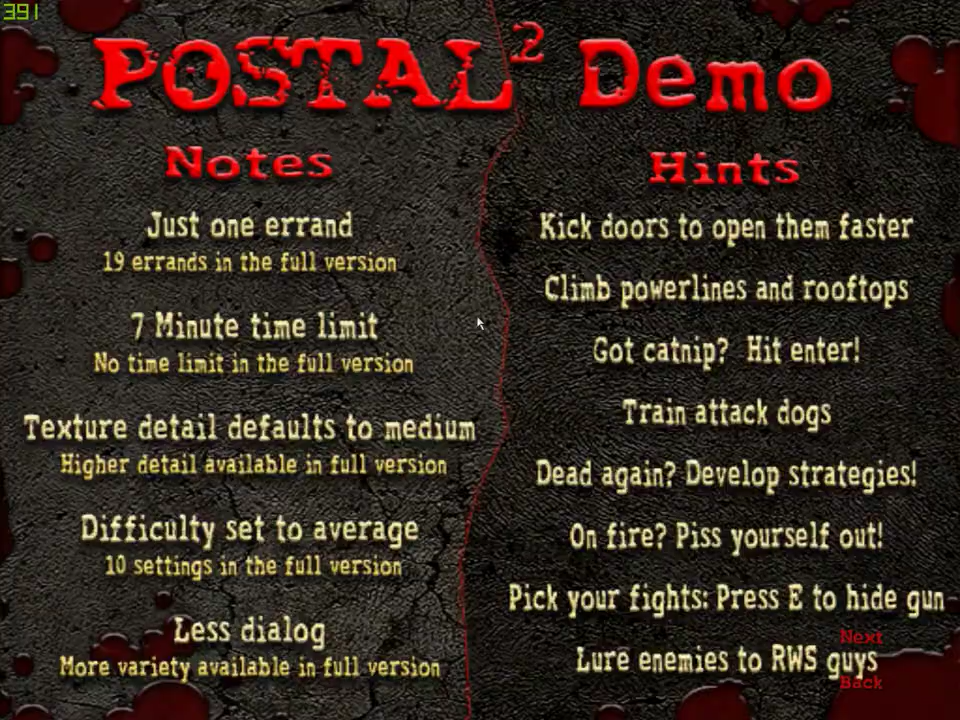 391
POSTAL² Demo
Notes
Just one errand
19 errands in the full version
7 Minute time limit
No time limit in the full version
Texture detail defaults to medium
Higher detail available in full version
Difficulty set to average
10 settings in the full version
Less dialog
More variety available in full version
Hints
Kick doors to open them faster
Climb powerlines and rooftops
Got catnip? Hit enter!
Train attack dogs
Dead again? Develop strategies!
On fire? Piss yourself out!
Pick your fights: Press E to hide gun
Lure enemies to RWS guys
Next
Back